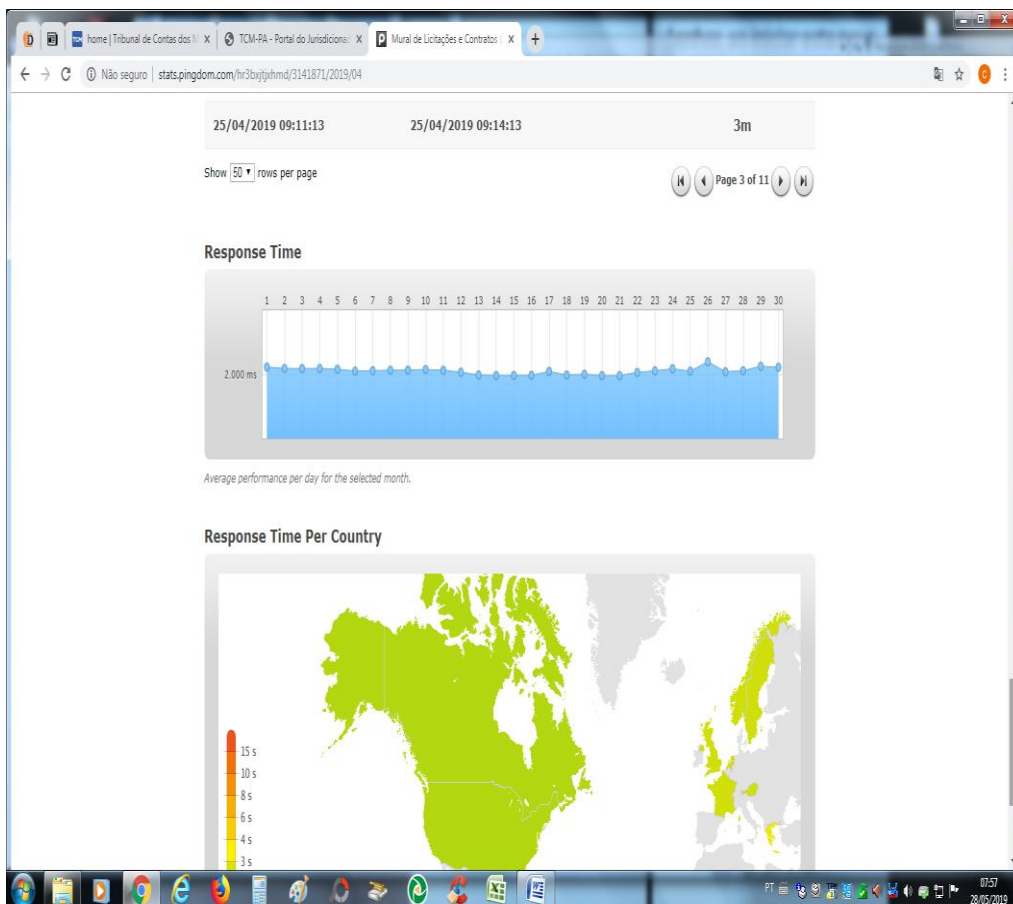 home | Tribunal de Contas dos M
TCM-PA - Portal do Jurisdiciona
Mural de Licitações e Contratos
Não seguro | stats.pingdom.com/hr3bxjtjxhmd/3141871/2019/04
25/04/2019 09:11:13 25/04/2019 09:14:13 3m
Show 50 rows per page
Page 3 of 11
Response Time
1 2 3 4 5 6 7 8 9 10 11 12 13 14 15 16 17 18 19 20 21 22 23 24 25 26 27 28 29 30
2.000 ms
Average performance per day for the selected month.
Response Time Per Country
15 s
10 s
8 s
6 s
4 s
3 s
PT
07:57
28/05/2019